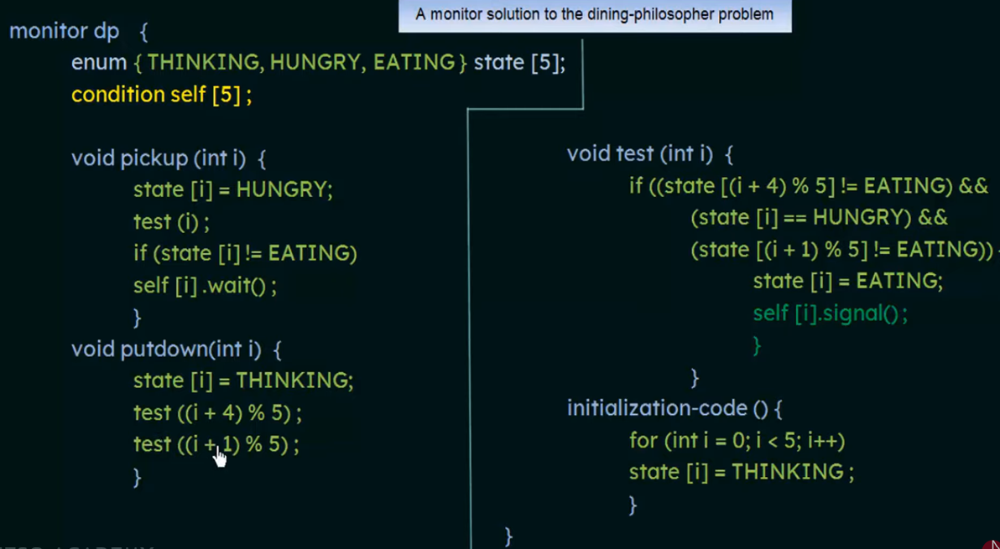 A monitor solution to the dining-philosopher problem
monitor dp {
enum { THINKING, HUNGRY, EATING } state [5];
condition self [5] ;
void pickup (int i) {
state [i] = HUNGRY;
test (i) ;
if (state [i] != EATING)
self [i] .wait() ;
}
void putdown(int i) {
state [i] = THINKING;
test ((i + 4) % 5) ;
test ((i + 1) % 5) ;
}
void test (int i) {
if ((state [(i + 4) % 5] != EATING) &&
(state [i] == HUNGRY) &&
(state [(i + 1) % 5] != EATING))
state [i] = EATING;
self [i].signal() ;
}
}
initialization-code () {
for (int i = 0; i < 5; i++)
state [i] = THINKING ;
}
}